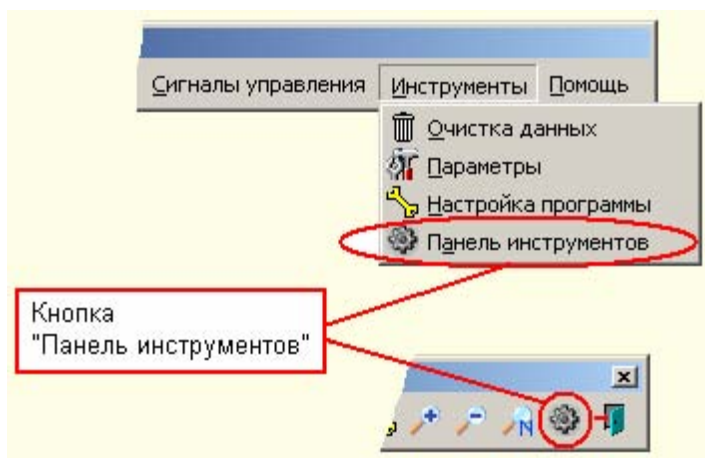 Сигналы управления Инструменты Помощь
Очистка данных
Параметры
Настройка программы
Панель инструментов
Кнопка
"Панель инструментов"
N